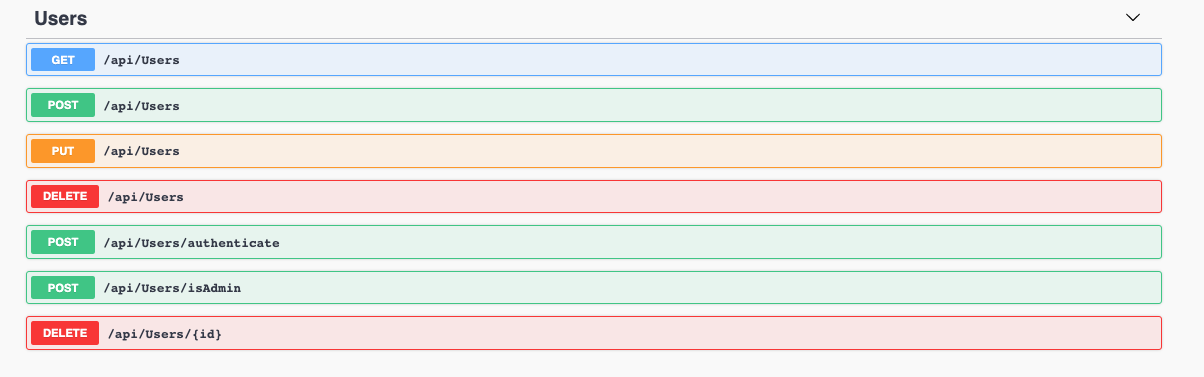 Users
GET /api/Users
POST /api/Users
PUT /api/Users
DELETE /api/Users
POST /api/Users/authenticate
POST /api/Users/isAdmin
DELETE /api/Users/{id}